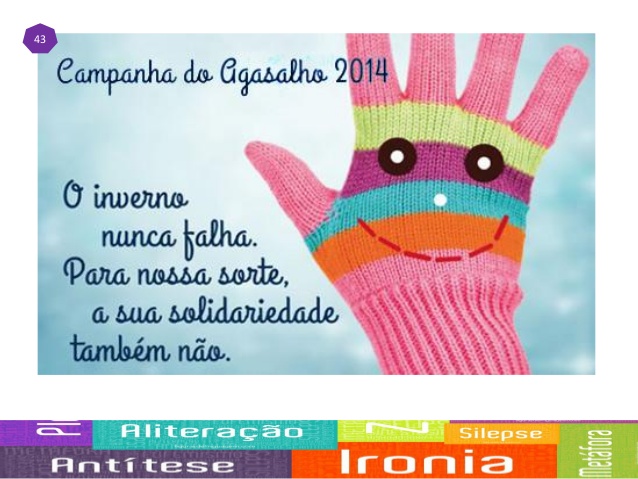 43
Campanha do Agasalho 2014
O inverno
nunca falha.
Para nossa sorte,
a sua solidariedade
também não.
Aliteração
Silepse
Metáfora
Antítese
Ironia